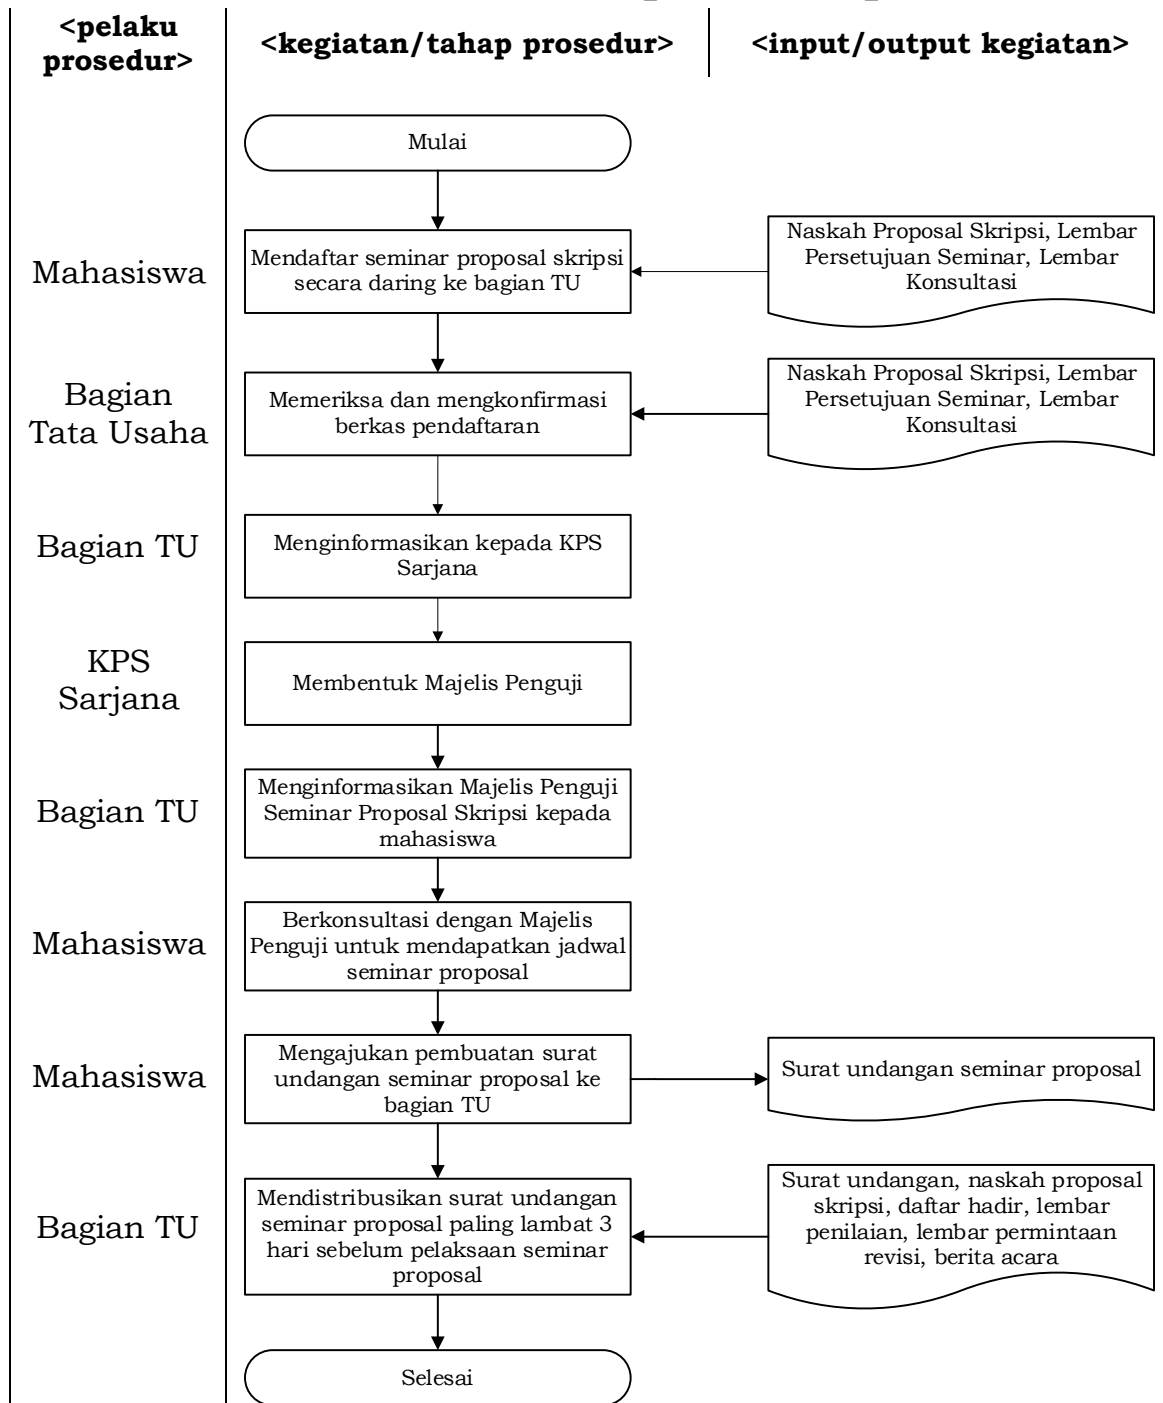 <pelaku
prosedur>
<kegiatan/tahap prosedur>
<input/output kegiatan>
Mulai
Mahasiswa
Mendaftar seminar proposal skripsi
secara daring ke bagian TU
Naskah Proposal Skripsi, Lembar
Persetujuan Seminar, Lembar
Konsultasi
Bagian
Tata Usaha
Memeriksa dan mengkonfirmasi
berkas pendaftaran
Naskah Proposal Skripsi, Lembar
Persetujuan Seminar, Lembar
Konsultasi
Bagian TU
Menginformasikan kepada KPS
Sarjana
KPS
Sarjana
Membentuk Majelis Penguji
Bagian TU
Menginformasikan Majelis Penguji
Seminar Proposal Skripsi kepada
mahasiswa
Mahasiswa
Berkonsultasi dengan Majelis
Penguji untuk mendapatkan jadwal
seminar proposal
Mahasiswa
Mengajukan pembuatan surat
undangan seminar proposal ke
bagian TU
Surat undangan seminar proposal
Bagian TU
Mendistribusikan surat undangan
seminar proposal paling lambat 3
hari sebelum pelaksaan seminar
proposal
Surat undangan, naskah proposal
skripsi, daftar hadir, lembar
penilaian, lembar permintaan
revisi, berita acara
Selesai